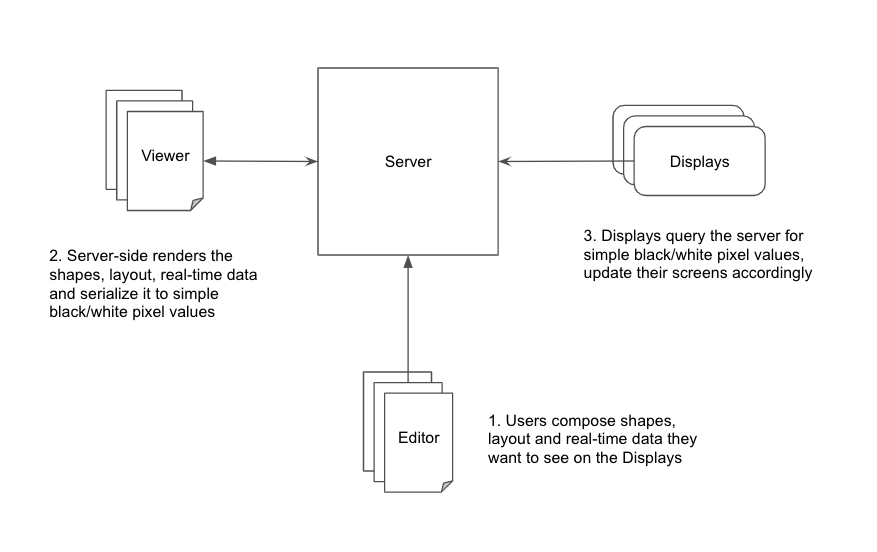 Viewer
Server
Displays
2. Server-side renders the
shapes, layout, real-time data
and serialize it to simple
black/white pixel values
3. Displays query the server for
simple black/white pixel values,
update their screens accordingly
Editor
1. Users compose shapes,
layout and real-time data they
want to see on the Displays